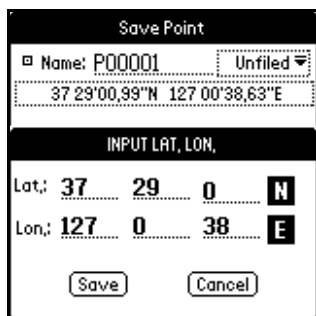 Save Point
Name: P00001 Unfiled
37 29'00,99"N 127 00'38,63"E
INPUT LAT, LON,
Lat,: 37 29 0 N
Lon,: 127 0 38 E
Save Cancel